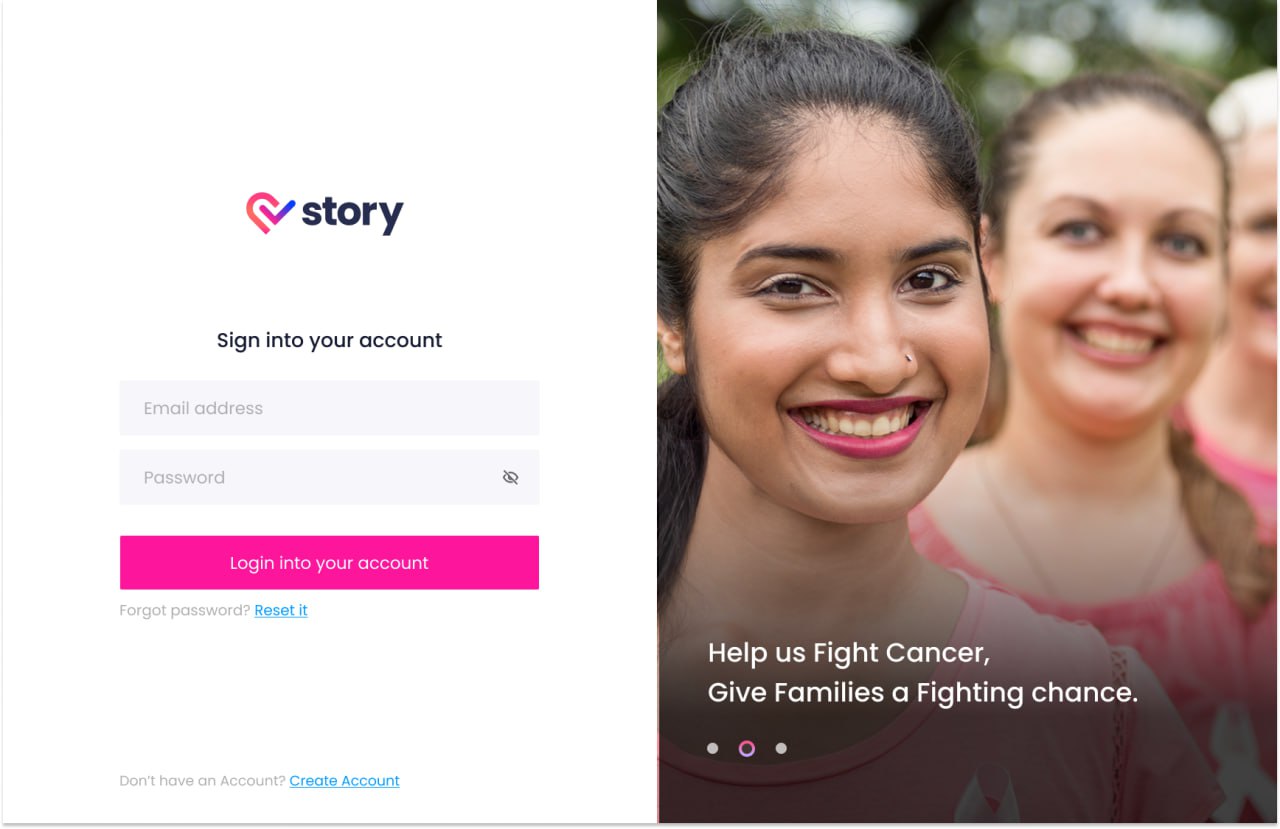 story
Sign into your account
Email address
Password
Login into your account
Forgot password? Reset it
Don’t have an Account? Create Account
Help us Fight Cancer,
Give Families a Fighting chance.